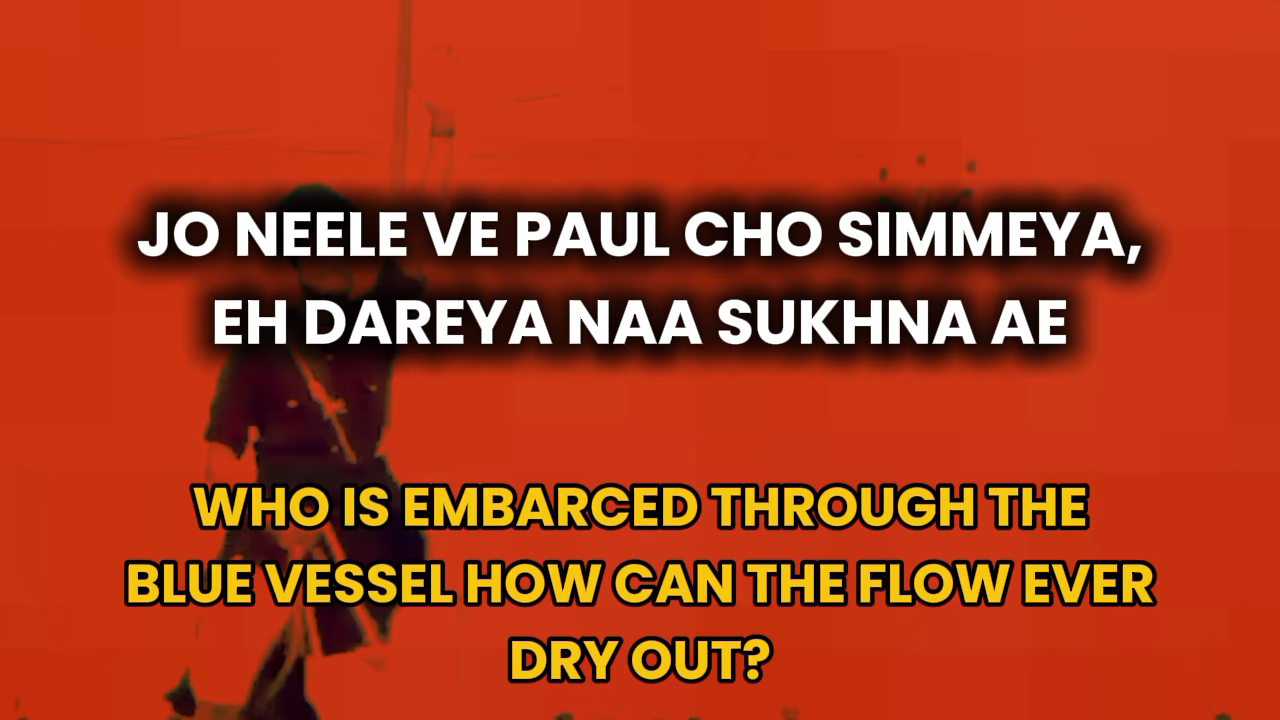 JO NEELE VE PAUL CHO SIMMEYA,
EH DAREYA NAA SUKHNA AE
WHO IS EMBARCED THROUGH THE
BLUE VESSEL HOW CAN THE FLOW EVER
DRY OUT?